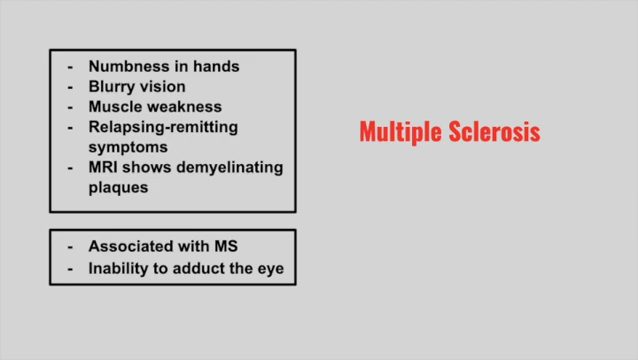 - Numbness in hands
- Blurry vision
- Muscle weakness
- Relapsing-remitting
symptoms
- MRI shows demyelinating
plaques
Multiple Sclerosis
- Associated with MS
- Inability to adduct the eye